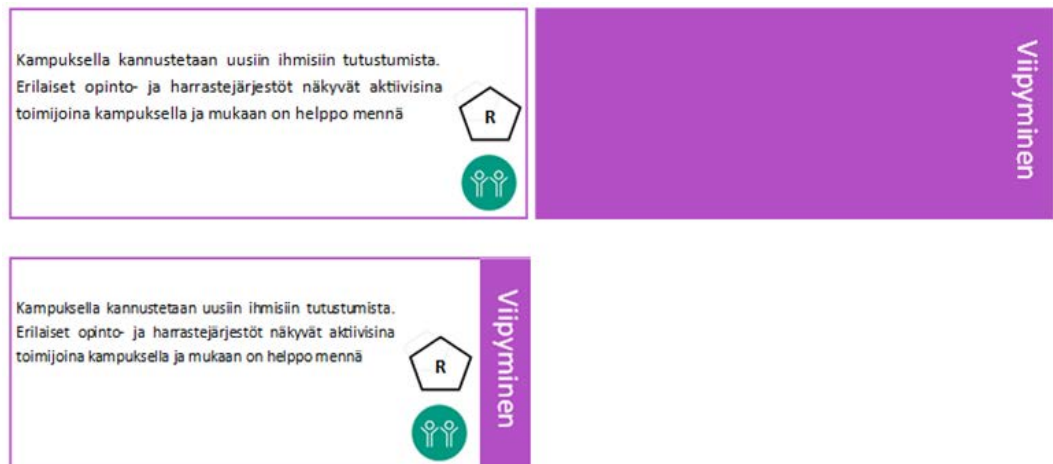 Kampuksella kannustetaan uusiin ihmisiin tutustumista.
Erilaiset opinto- ja harrastejärjestöt näkyvät aktiivisina
toimijoina kampuksella ja mukaan on helppo mennä
R
Viipyminen
Kampuksella kannustetaan uusiin ihmisiin tutustumista.
Erilaiset opinto- ja harrastejärjestöt näkyvät aktiivisina
toimijoina kampuksella ja mukaan on helppo mennä
R
Viipyminen